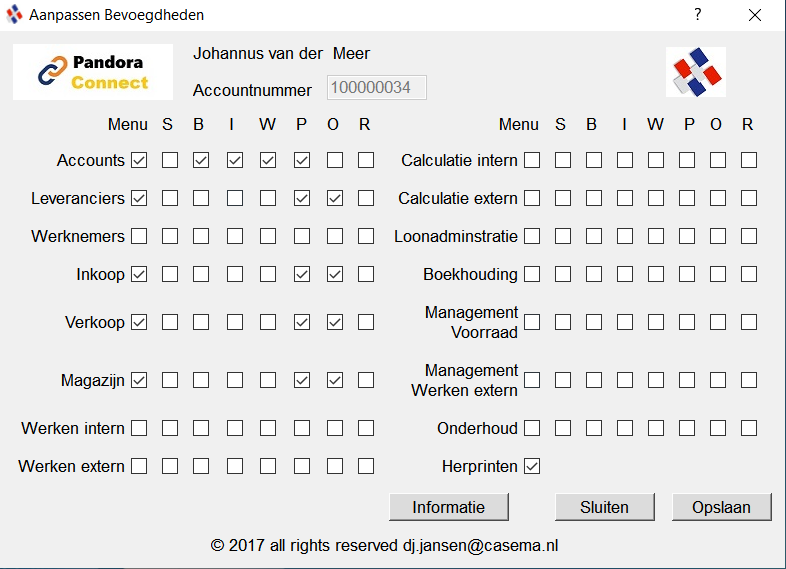 Aanpassen Bevoegdheden
Pandora
Connect
Johannus van der Meer
Accountnummer 100000034
Menu S B I W P O R
Menu S B I W P O R
Accounts
Calculatie intern
Leveranciers
Calculatie extern
Werknemers
Loonadminstratie
Inkoop
Boekhouding
Verkoop
Management
Voorraad
Magazijn
Management
Werken extern
Werken intern
Onderhoud
Werken extern
Herprinten
Informatie
Sluiten
Opslaan
© 2017 all rights reserved dj.jansen@casema.nl